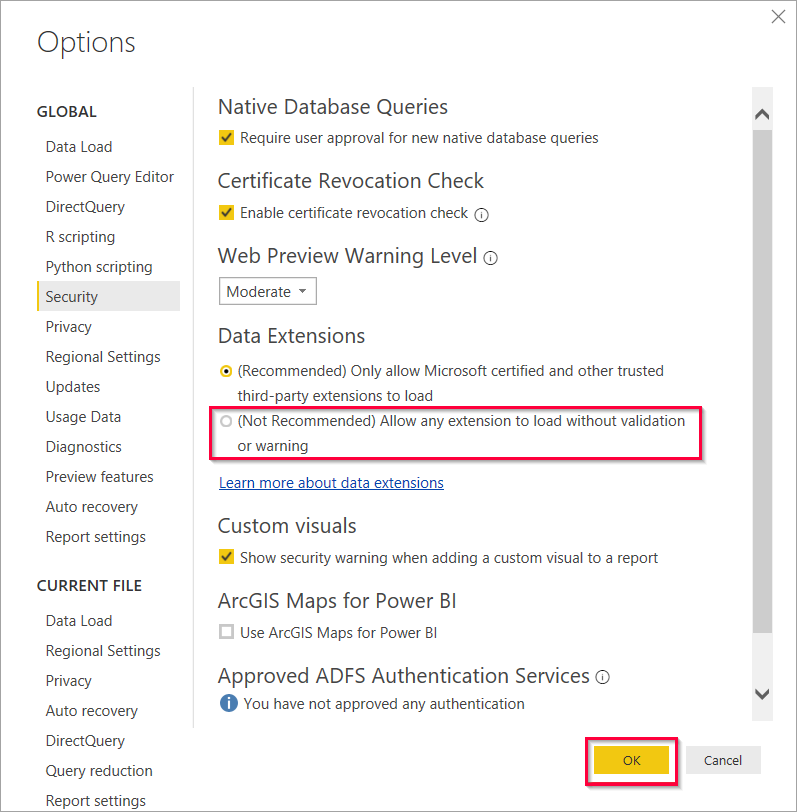 Options
GLOBAL
Data Load
Power Query Editor
DirectQuery
R scripting
Python scripting
Security
Privacy
Regional Settings
Updates
Usage Data
Diagnostics
Preview features
Auto recovery
Report settings
CURRENT FILE
Data Load
Regional Settings
Privacy
Auto recovery
DirectQuery
Query reduction
Report settings
Native Database Queries
Require user approval for new native database queries
Certificate Revocation Check
Enable certificate revocation check
Web Preview Warning Level
Moderate
Data Extensions
(Recommended) Only allow Microsoft certified and other trusted
third-party extensions to load
(Not Recommended) Allow any extension to load without validation
or warning
Learn more about data extensions
Custom visuals
Show security warning when adding a custom visual to a report
ArcGIS Maps for Power BI
Use ArcGIS Maps for Power BI
Approved ADFS Authentication Services
You have not approved any authentication
OK
Cancel